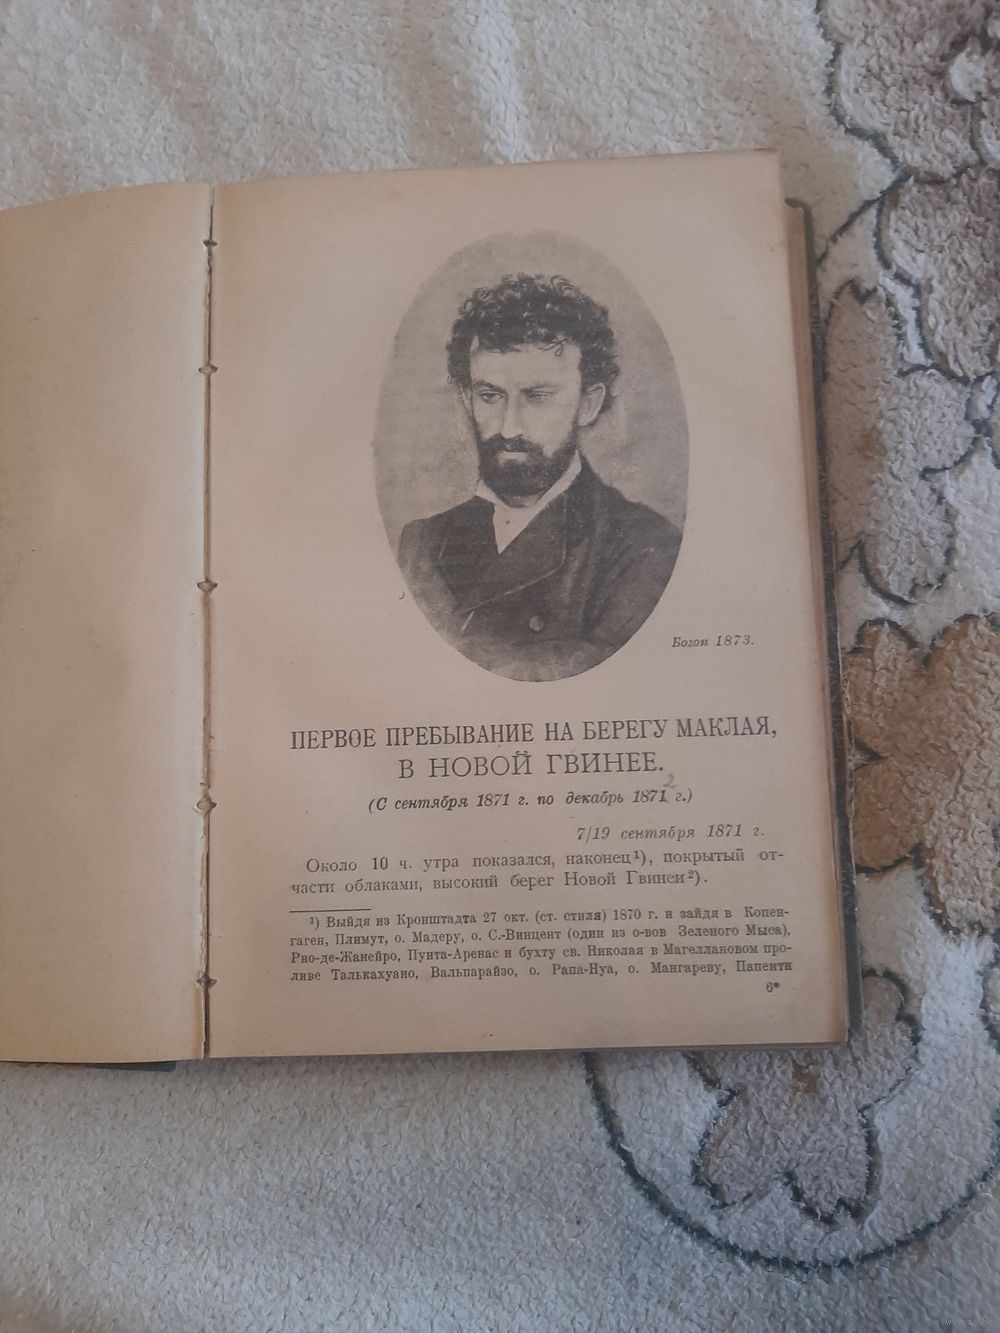 Богоп 1873.
ПЕРВОЕ ПРЕБЫВАНИЕ НА БЕРЕГУ МАКЛАЯ,
В НОВОЙ ГВИНЕЕ.
(С сентября 1871 г. по декабрь 1871 г.)
2
7/19 сентября 1871 г.
Около 10 ч. утра показался, наконец¹), покрытый от-
части облаками, высокий берег Новой Гвинеи²).
¹) Выйдя из Кронштадта 27 окт. (ст. стиля) 1870 г. и зайдя в Копен-
гаген, Плимут, о. Мадеру, о. С.-Винцент (один из о-вов Зеленого Мыса),
Рио-де-Жанейро, Пунта-Аренас и бухту св. Николая в Магеллановом про-
ливе Талькахуано, Вальпарайзо, о. Рапа-Нуа, о. Мангареву, Папеити
6*